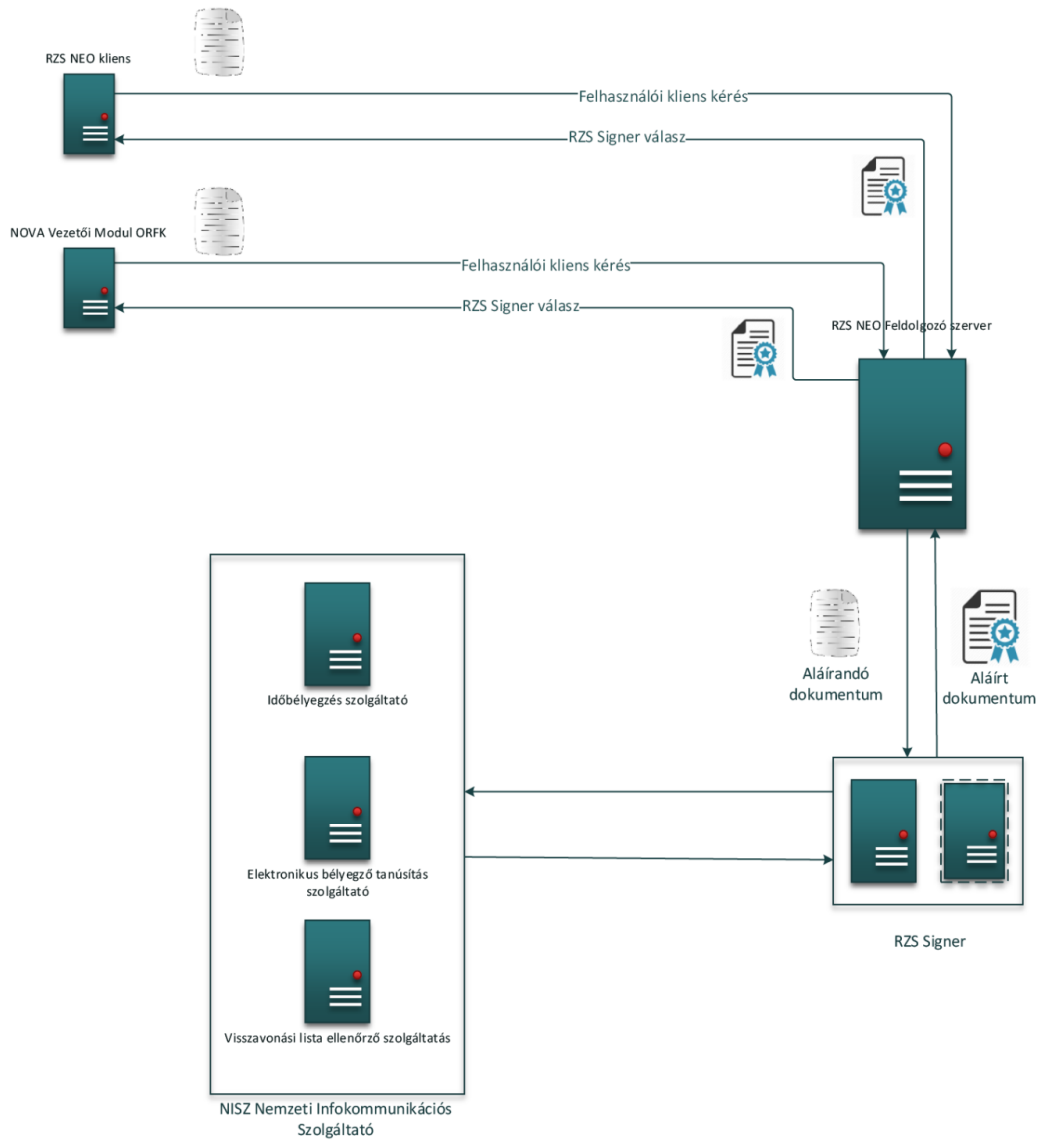 RZS NEO kliens
Felhasználói kliens kérés
RZS Signer válasz
NOVA Vezetői Modul ORFK
Felhasználói kliens kérés
RZS Signer válasz
RZS NEO Feldolgozó szerver
Aláírandó
dokumentum
Aláírt
dokumentum
Időbélyegzés szolgáltató
Elektronikus bélyegző tanúsítás
szolgáltató
Visszavonási lista ellenőrző szolgáltatás
RZS Signer
NISZ Nemzeti Infokommunikációs
Szolgáltató